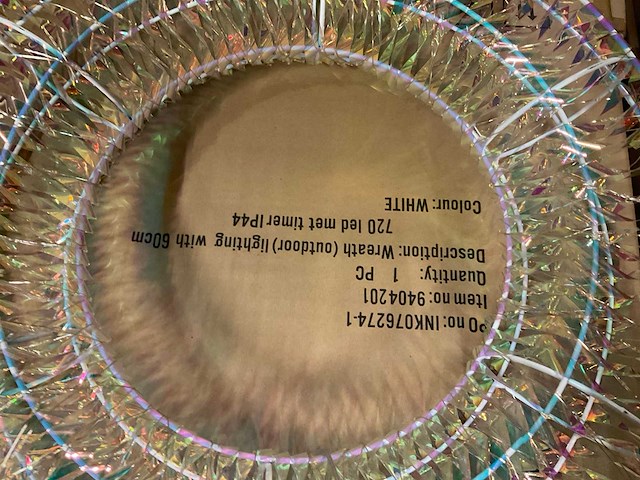 PO no: INK076274-1
Item no: 9404201
Quantity: 1 PC
Description: Wreath (outdoor) lighting with 60cm
720 led met timer IP44
Colour: WHITE